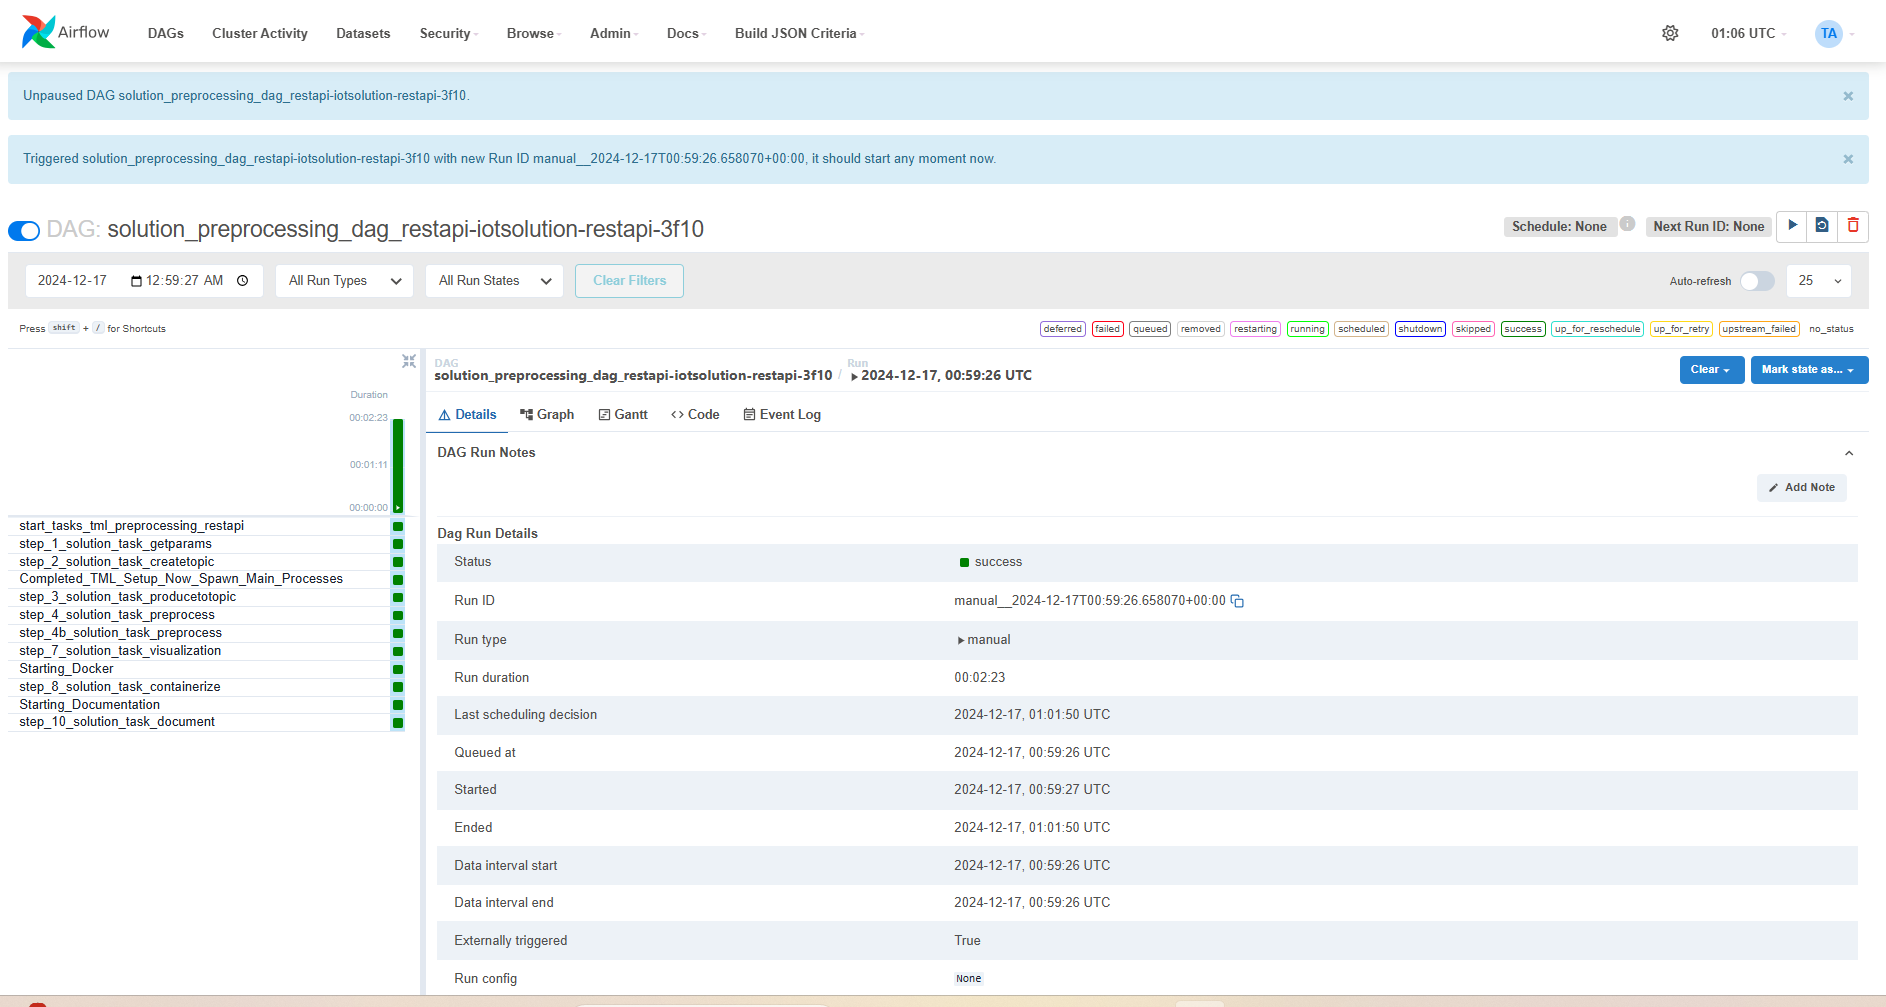 Airflow DAGs Cluster Activity Datasets Security Browse Admin Docs Build JSON Criteria 01:06 UTC TA
Unpaused DAG solution_preprocessing_dag_restapi-iotsolution-restapi-3f10. ×
Triggered solution_preprocessing_dag_restapi-iotsolution-restapi-3f10 with new Run ID manual__2024-12-17T00:59:26.658070+00:00, it should start any moment now. ×
DAG: solution_preprocessing_dag_restapi-iotsolution-restapi-3f10 Schedule: None i Next Run ID: None
2024-12-17 12:59:27 AM All Run Types All Run States Clear Filters Auto-refresh 25
Press shift + / for Shortcuts deferred failed queued removed restarting running scheduled shutdown skipped success up_for_reschedule up_for_retry upstream_failed no_status
Duration
00:02:23
00:01:11
00:00:00
start_tasks_tml_preprocessing_restapi
step_1_solution_task_getparams
step_2_solution_task_createtopic
Completed_TML_Setup_Now_Spawn_Main_Processes
step_3_solution_task_producetotopic
step_4_solution_task_preprocess
step_4b_solution_task_preprocess
step_7_solution_task_visualization
Starting_Docker
step_8_solution_task_containerize
Starting_Documentation
step_10_solution_task_document
DAG Run
solution_preprocessing_dag_restapi-iotsolution-restapi-3f10 / 2024-12-17, 00:59:26 UTC
Clear Mark state as...
Details Graph Gantt Code Event Log
DAG Run Notes
Add Note
Dag Run Details
Status success
Run ID manual__2024-12-17T00:59:26.658070+00:00
Run type manual
Run duration 00:02:23
Last scheduling decision 2024-12-17, 01:01:50 UTC
Queued at 2024-12-17, 00:59:26 UTC
Started 2024-12-17, 00:59:27 UTC
Ended 2024-12-17, 01:01:50 UTC
Data interval start 2024-12-17, 00:59:26 UTC
Data interval end 2024-12-17, 00:59:26 UTC
Externally triggered True
Run config None